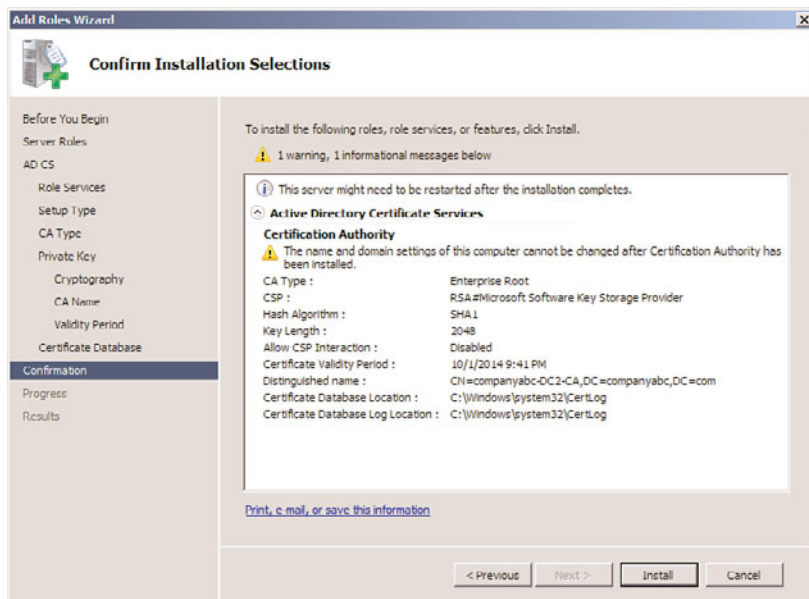 Add Roles Wizard
Confirm Installation Selections
Before You Begin
Server Roles
AD CS
Role Services
Setup Type
CA Type
Private Key
Cryptography
CA Name
Validity Period
Certificate Database
Confirmation
Progress
Results
To install the following roles, role services, or features, click Install.
1 warning, 1 informational messages below
This server might need to be restarted after the installation completes.
Active Directory Certificate Services
Certification Authority
The name and domain settings of this computer cannot be changed after Certification Authority has
been installed.
CA Type : Enterprise Root
CSP : RSA#Microsoft Software Key Storage Provider
Hash Algorithm : SHA1
Key Length : 2048
Allow CSP Interaction : Disabled
Certificate Validity Period : 10/1/2014 9:41 PM
Distinguished name : CN=companyabc-DC2-CA,DC=companyabc,DC=com
Certificate Database Location : C:\Windows\system32\CertLog
Certificate Database Log Location : C:\Windows\system32\CertLog
Print, e-mail, or save this information
< Previous Next > Install Cancel